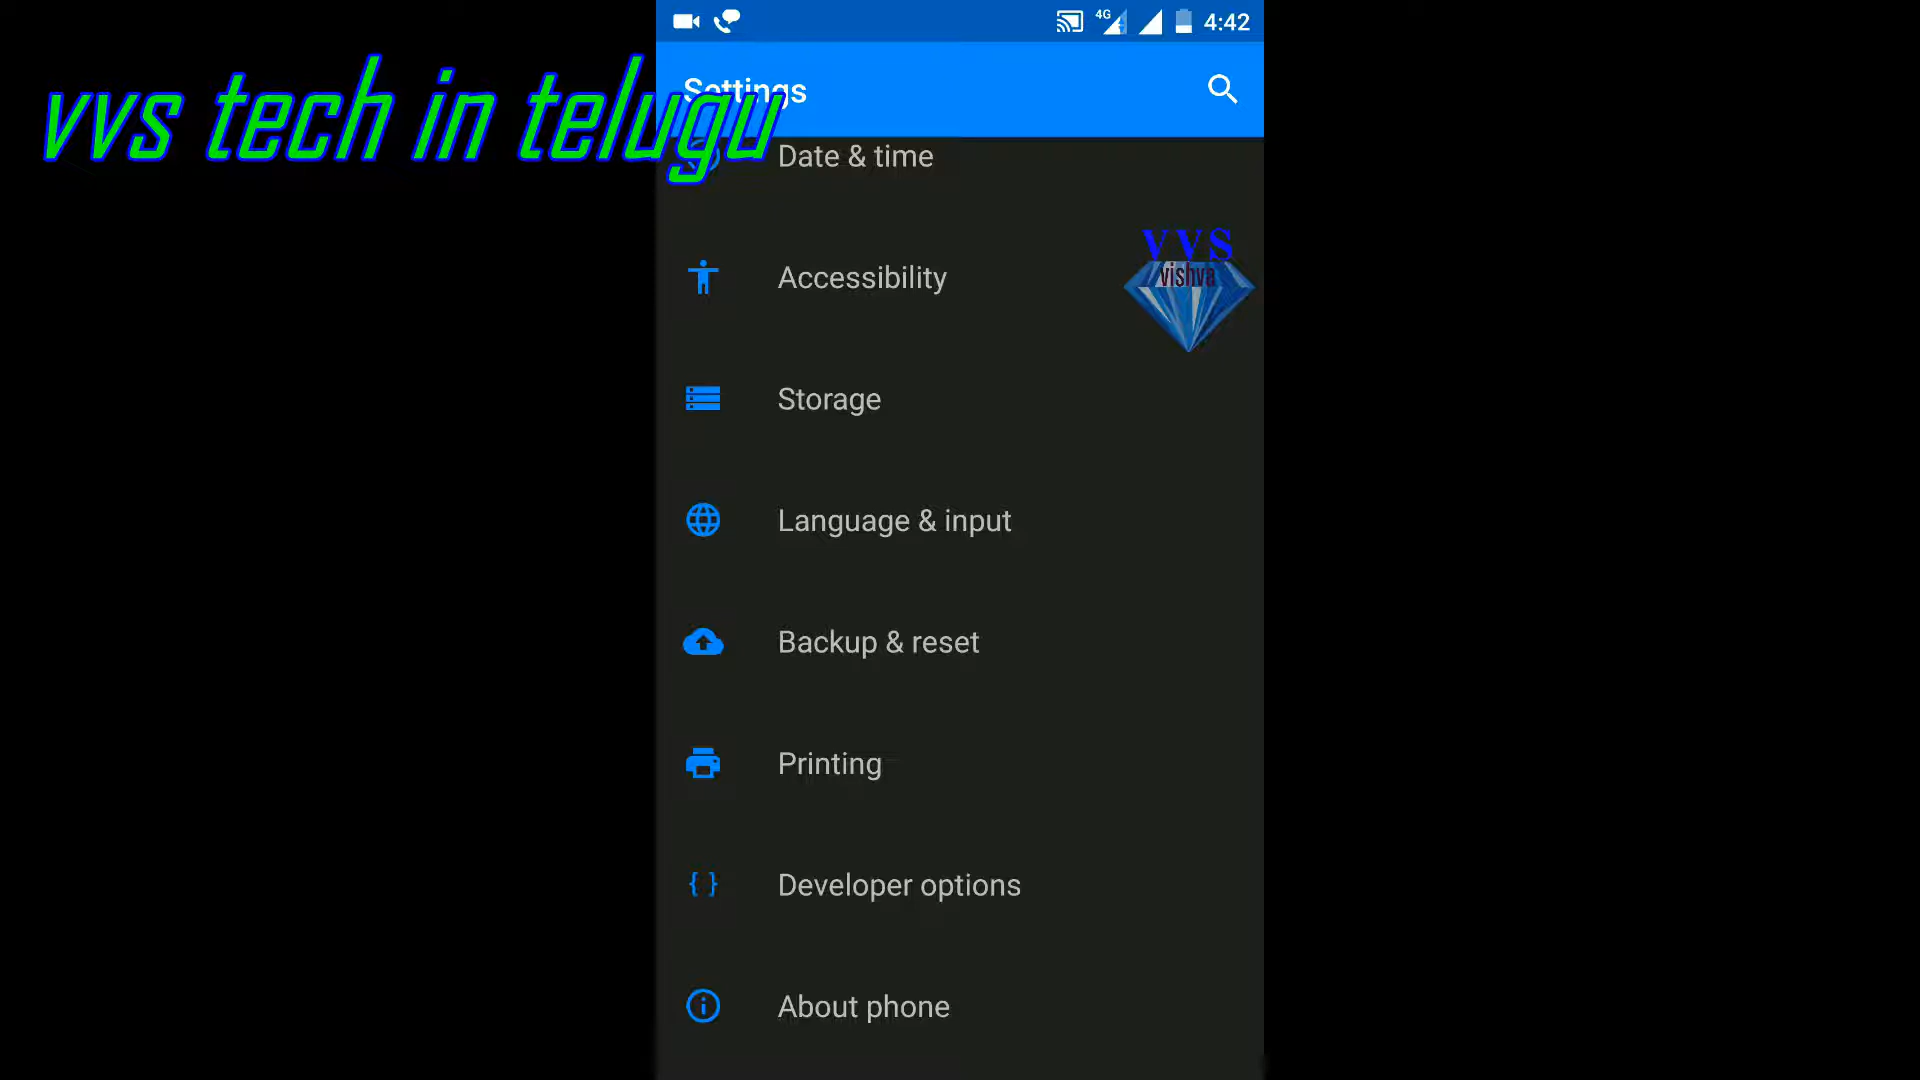 4G 4:42
Settings
vvs tech in telugu
Date & time
VVS
vishva
Accessibility
Storage
Language & input
Backup & reset
Printing
Developer options
About phone